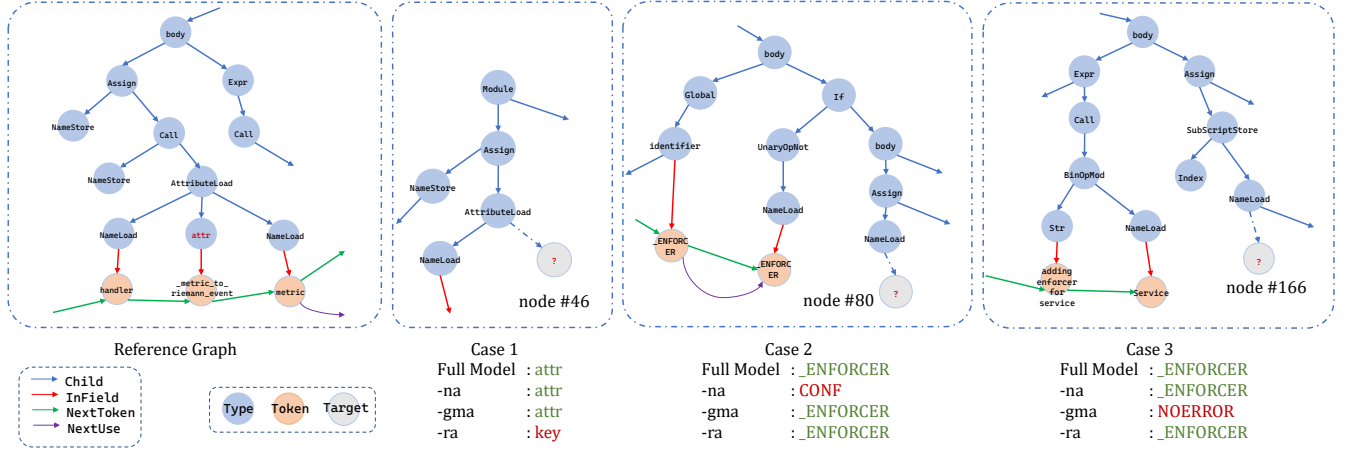 body
Assign
Expr
NameStore
Call
Call
NameStore
AttributeLoad
NameLoad
attr
NameLoad
handler
_metric_to_
riemann_event
metric
Reference Graph
Module
Assign
NameStore
AttributeLoad
NameLoad
?
node #46
Case 1
Full Model : attr
-na : attr
-gma : attr
-ra : key
body
Global
If
identifier
UnaryOpNot
body
Assign
NameLoad
NameLoad
_ENFORC
ER
_ENFORC
ER
?
node #80
Case 2
Full Model : _ENFORCER
-na : CONF
-gma : _ENFORCER
-ra : _ENFORCER
body
Expr
Assign
Call
SubScriptStore
BinOpMod
Index
NameLoad
Str
NameLoad
adding
enforcer
for
service
Service
?
node #166
Case 3
Full Model : _ENFORCER
-na : _ENFORCER
-gma : NOERROR
-ra : _ENFORCER
Child
InField
NextToken
NextUse
Type
Token
Target